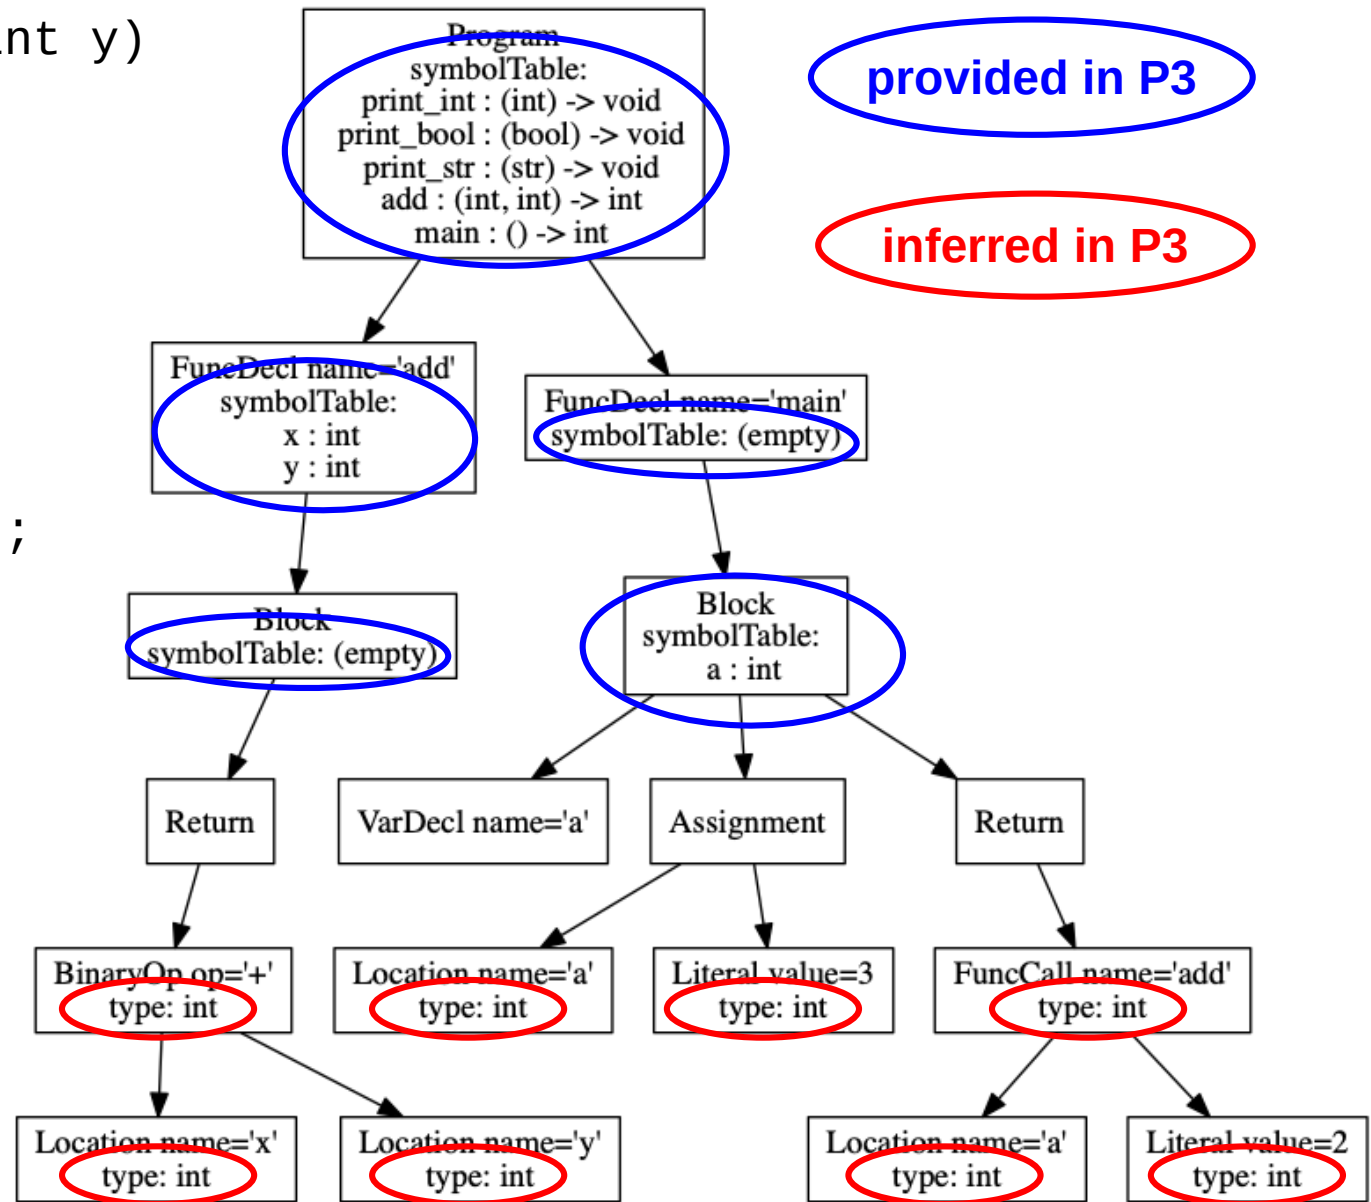 int y)
provided in P3
inferred in P3
Program
symbolTable:
print_int : (int) -> void
print_bool : (bool) -> void
print_str : (str) -> void
add : (int, int) -> int
main : () -> int
FuncDecl name='add'
symbolTable:
x : int
y : int
FuncDecl name='main'
symbolTable: (empty)
;
Block
symbolTable: (empty)
Block
symbolTable:
a : int
Return
VarDecl name='a'
Assignment
Return
BinaryOp op='+'
type: int
Location name='a'
type: int
Literal value=3
type: int
FuncCall name='add'
type: int
Location name='x'
type: int
Location name='y'
type: int
Location name='a'
type: int
Literal value=2
type: int